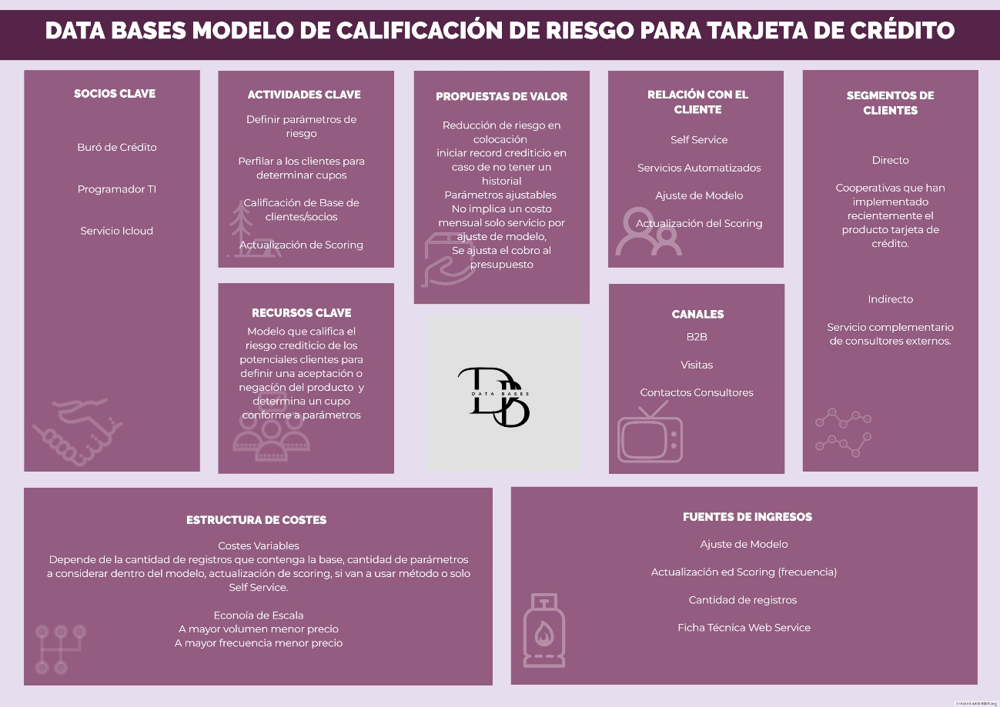 DATA BASES MODELO DE CALIFICACIÓN DE RIESGO PARA TARJETA DE CRÉDITO
SOCIOS CLAVE
Buró de Crédito
Programador TI
Servicio Icloud
ACTIVIDADES CLAVE
Definir parámetros de
riesgo
Perfilar a los clientes para
determinar cupos
Calificación de Base de
clientes/socios
Actualización de Scoring
RECURSOS CLAVE
Modelo que califica el
riesgo crediticio de los
potenciales clientes para
definir una aceptación o
negación del producto y
determina un cupo
conforme a parámetros
PROPUESTAS DE VALOR
Reducción de riesgo en
colocación
iniciar record crediticio en
caso de no tener un
historial
Parámetros ajustables
No implica un costo
mensual solo servicio por
ajuste de modelo,
Se ajusta el cobro al
presupuesto
DB
DATA BASES
RELACIÓN CON EL
CLIENTE
Self Service
Servicios Automatizados
Ajuste de Modelo
Actualización del Scoring
CANALES
B2B
Visitas
Contactos Consultores
SEGMENTOS DE
CLIENTES
Directo
Cooperativas que han
implementado
recientemente el
producto tarjeta de
crédito.
Indirecto
Servicio complementario
de consultores externos.
ESTRUCTURA DE COSTES
Costes Variables
Depende de la cantidad de registros que contenga la base, cantidad de parámetros
a considerar dentro del modelo, actualización de scoring, si van a usar método o solo
Self Service.
Econoía de Escala
A mayor volumen menor precio
A mayor frecuencia menor precio
FUENTES DE INGRESOS
Ajuste de Modelo
Actualización ed Scoring (frecuencia)
Cantidad de registros
Ficha Técnica Web Service
Created with EDIT.org